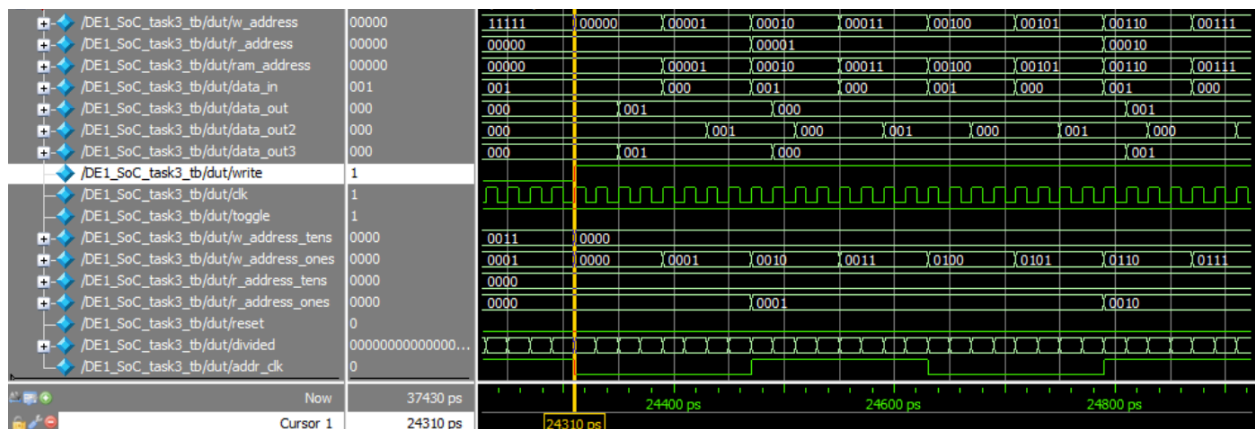 /DE1_SoC_task3_tb/dut/w_address 00000 11111 00000 00001 00010 00011 00100 00101 00110 00111
/DE1_SoC_task3_tb/dut/r_address 00000 00000 00001 00010
/DE1_SoC_task3_tb/dut/ram_address 00000 00000 00001 00010 00011 00100 00101 00110 00111
/DE1_SoC_task3_tb/dut/data_in 001 001 000 001 000 001 000 001 000
/DE1_SoC_task3_tb/dut/data_out 000 000 001 000 001
/DE1_SoC_task3_tb/dut/data_out2 000 000 001 000 001 000 001 000
/DE1_SoC_task3_tb/dut/data_out3 000 000 001 000 001
/DE1_SoC_task3_tb/dut/write 1
/DE1_SoC_task3_tb/dut/clk 1
/DE1_SoC_task3_tb/dut/toggle 1
/DE1_SoC_task3_tb/dut/w_address_tens 0000 0011 0000
/DE1_SoC_task3_tb/dut/w_address_ones 0000 0001 0000 0001 0010 0011 0100 0101 0110 0111
/DE1_SoC_task3_tb/dut/r_address_tens 0000 0000
/DE1_SoC_task3_tb/dut/r_address_ones 0000 0000 0001 0010
/DE1_SoC_task3_tb/dut/reset 0
/DE1_SoC_task3_tb/dut/divided 00000000000000...
/DE1_SoC_task3_tb/dut/addr_clk 0
Now 37430 ps 24400 ps 24600 ps 24800 ps
Cursor 1 24310 ps 24310 ps